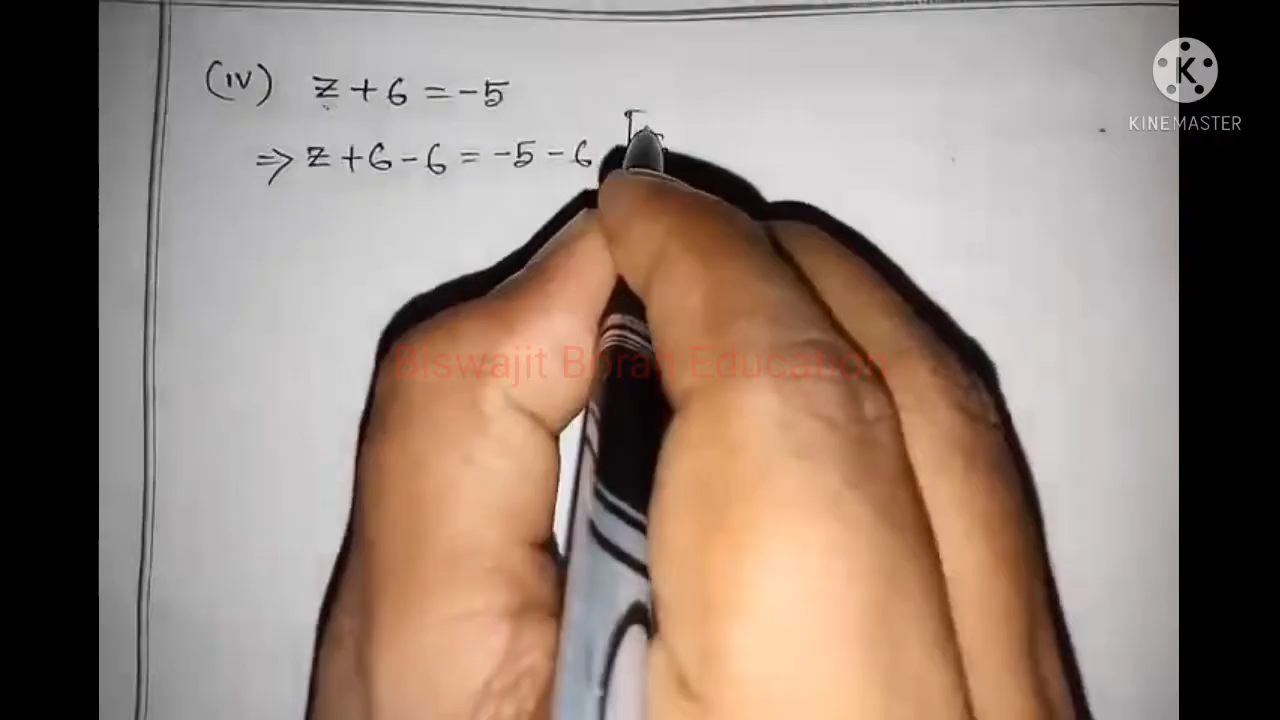 (iv) z + 6 = -5
⇒ z + 6 - 6 = -5 - 6 [
K
KINEMASTER
Biswajit Borah Education